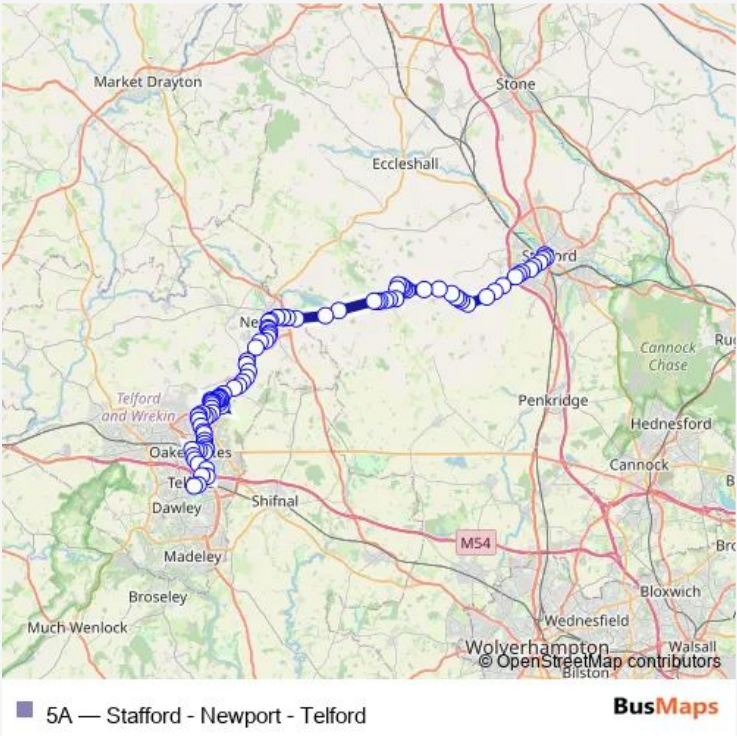 Market Drayton
Stone
Eccleshall
Cannock
Chase
Penkridge
Telford
and Wrekin
Hednesford
Cannock
Shifnal
Dawley
M54
Madeley
Broseley
Bloxwich
Much Wenlock
Wednesfield
Wolverhampton
Walsall
© OpenStreetMap contributors
Bilston
5A — Stafford - Newport - Telford
BusMaps